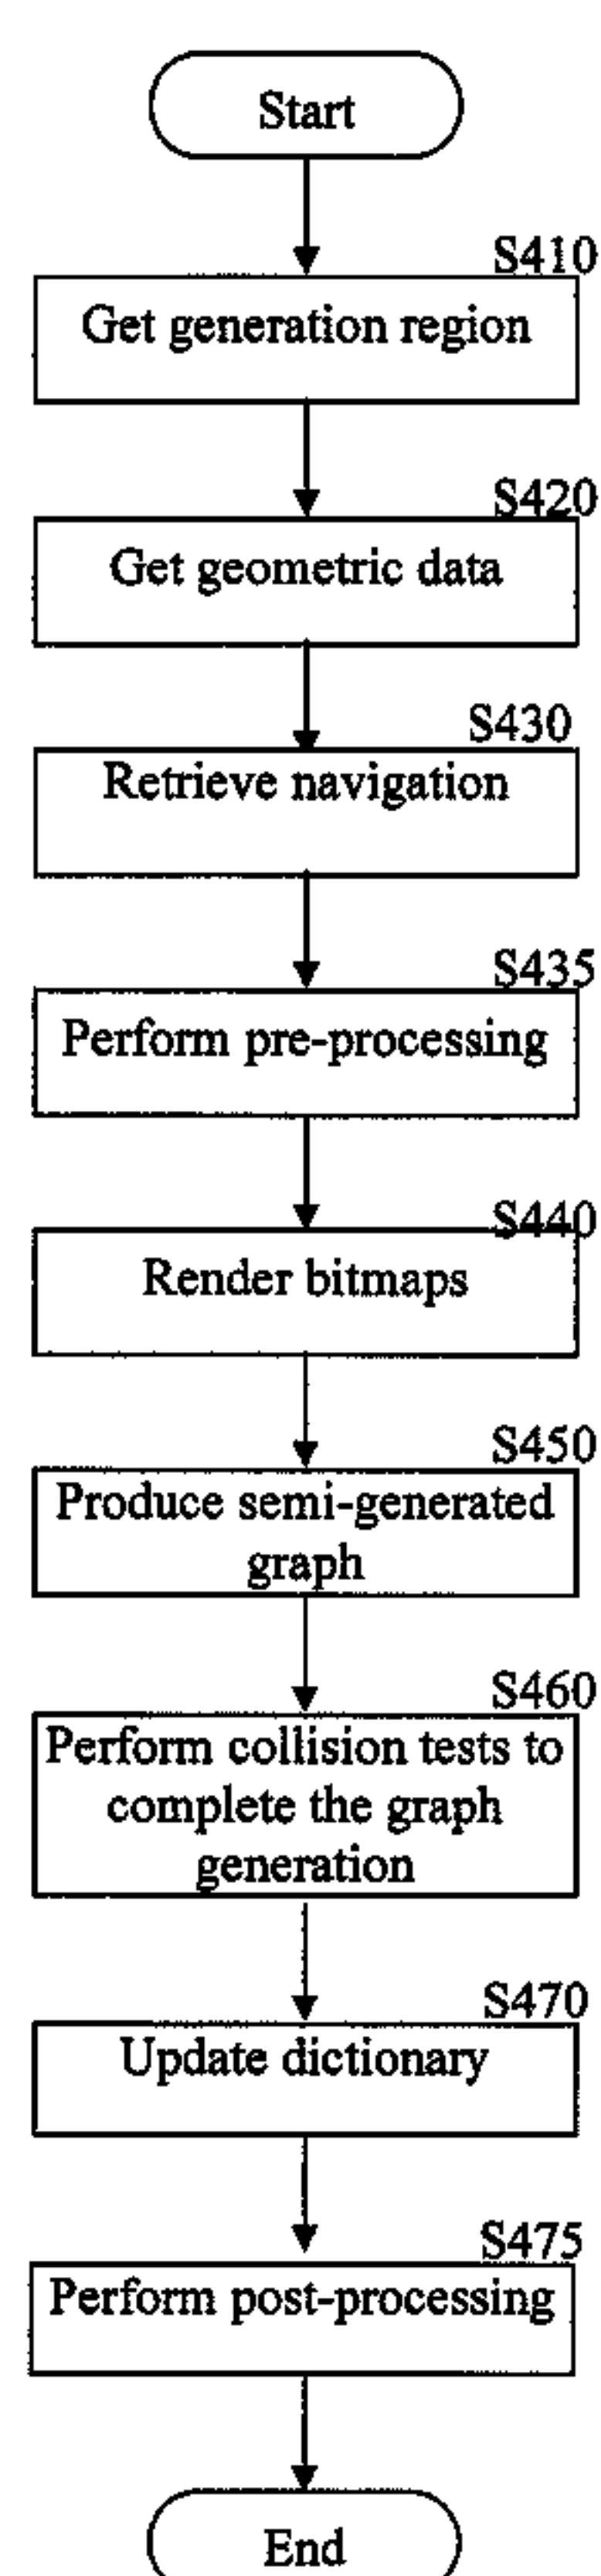 Start
S410
Get generation region
S420
Get geometric data
S430
Retrieve navigation
S435
Perform pre-processing
S440
Render bitmaps
S450
Produce semi-generated
graph
S460
Perform collision tests to
complete the graph
generation
S470
Update dictionary
S475
Perform post-processing
End